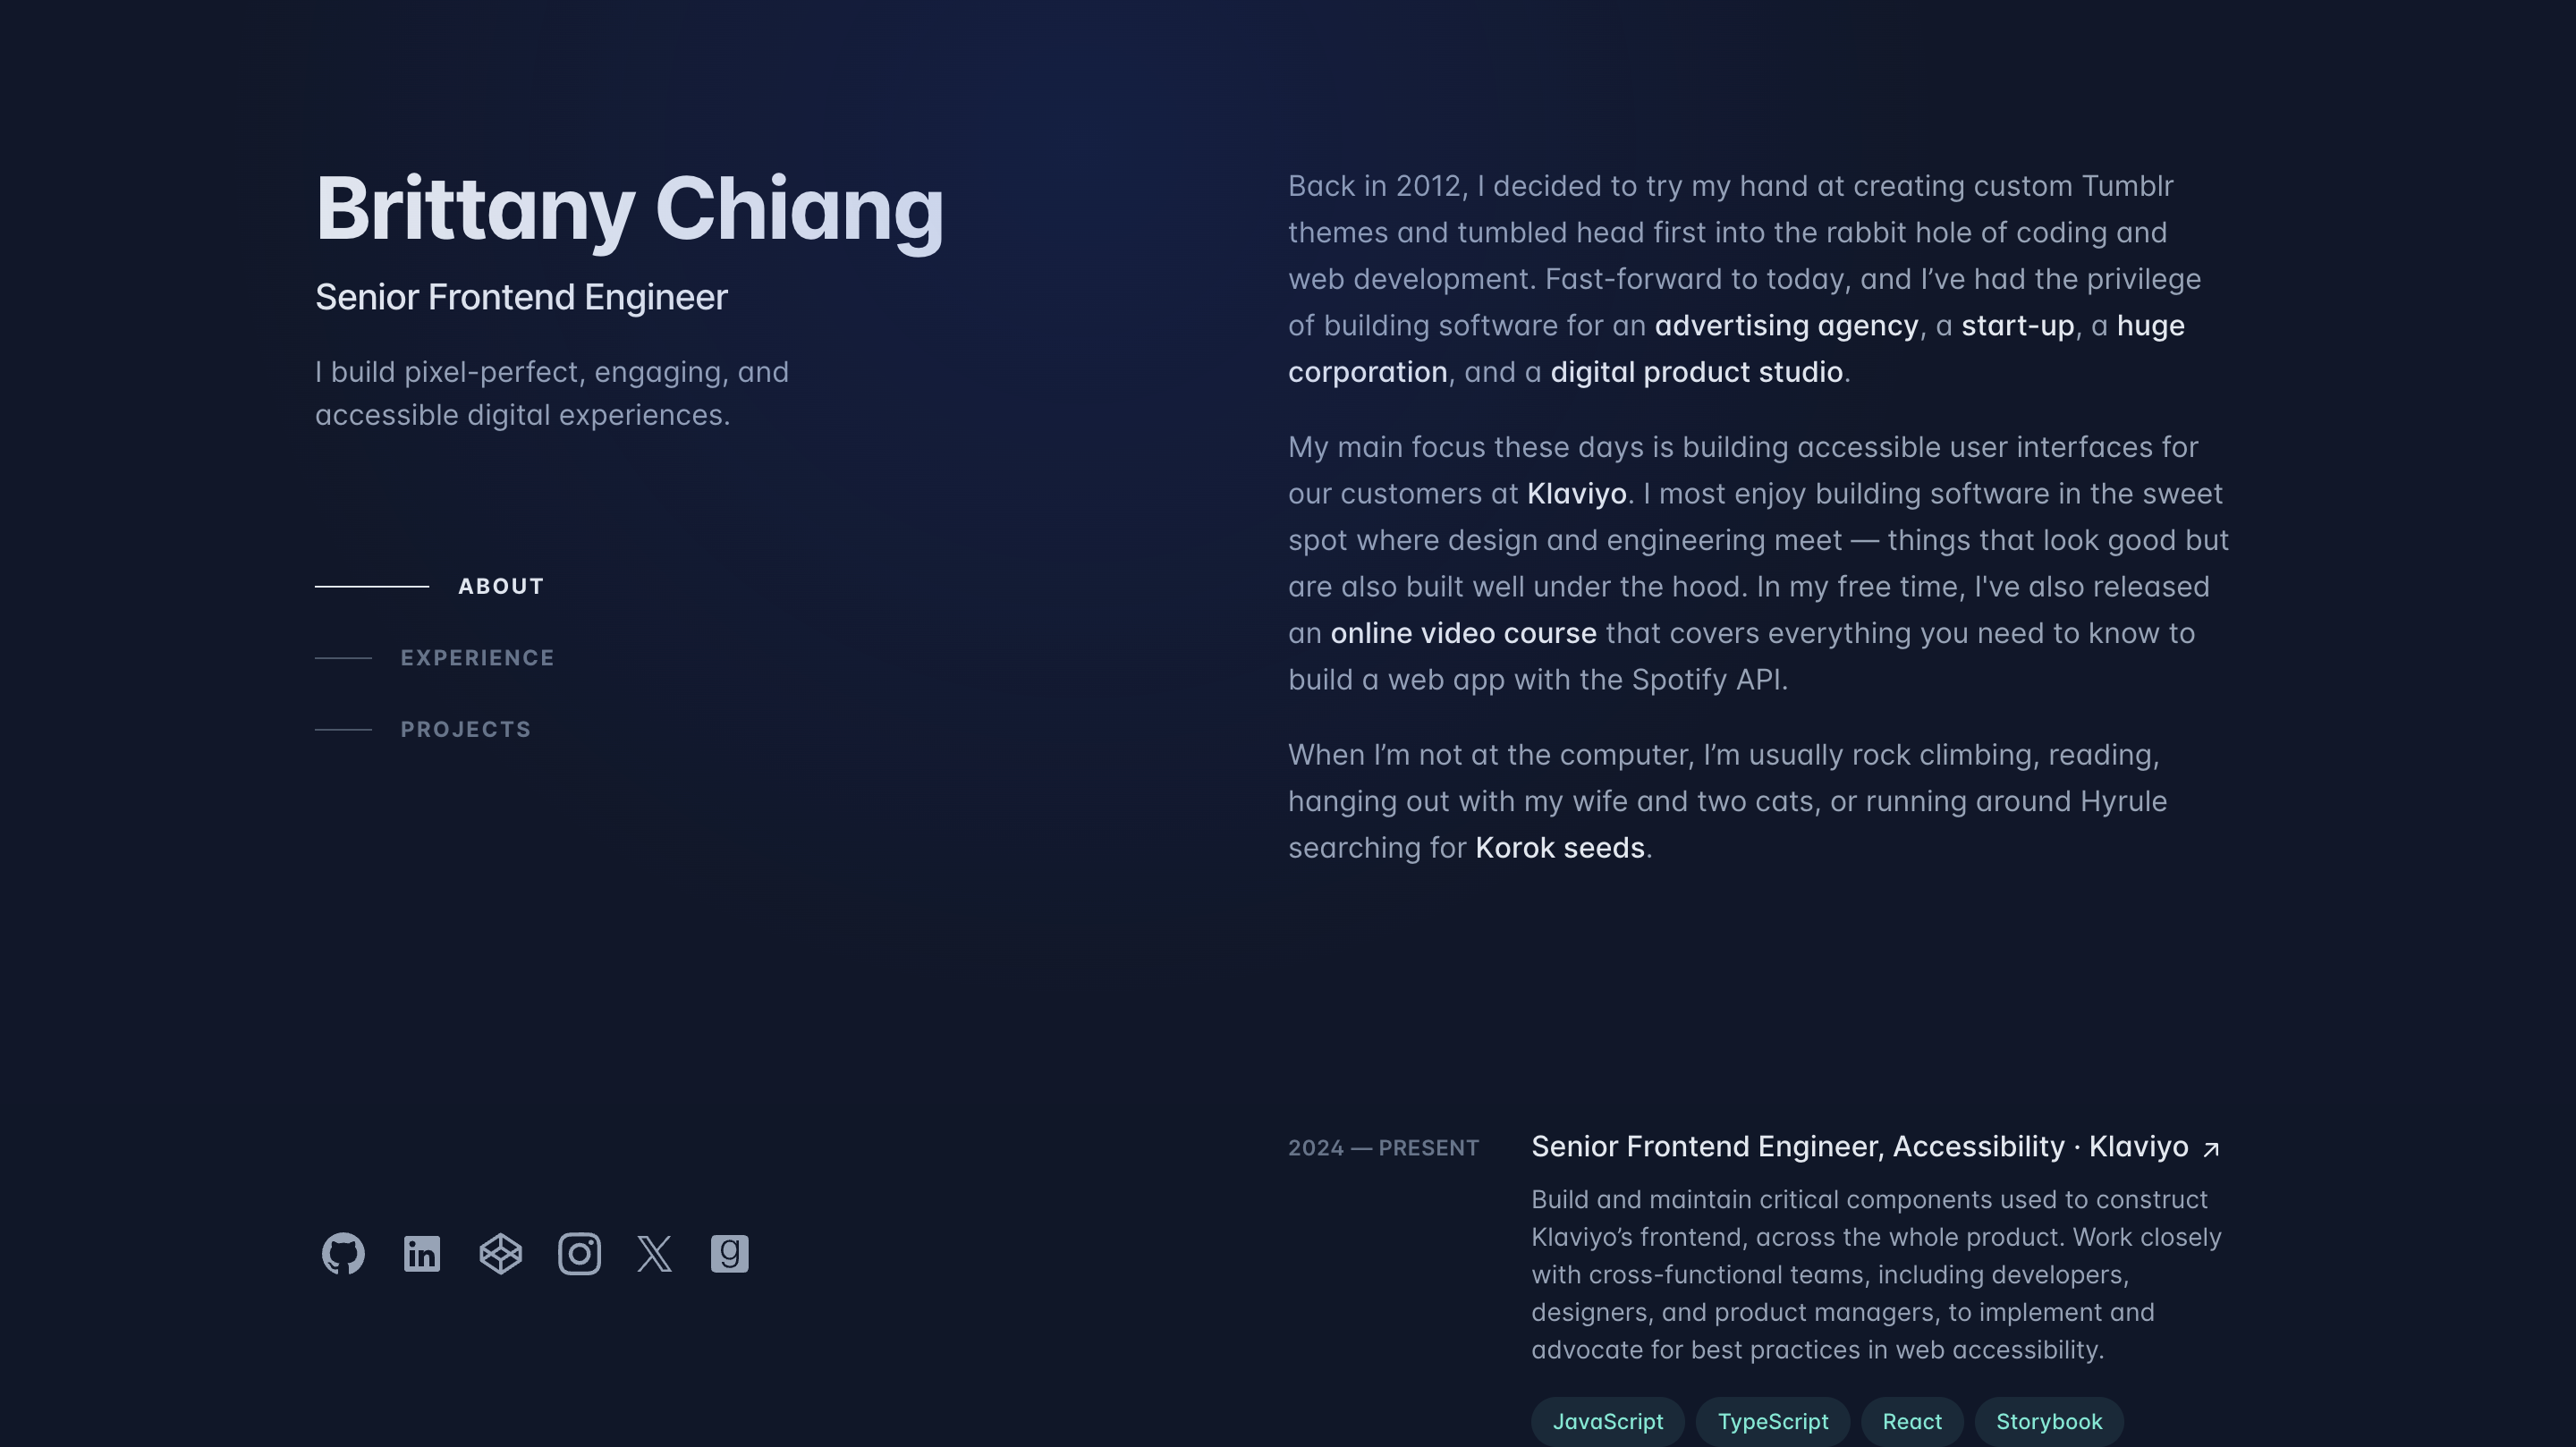 Brittany Chiang
Senior Frontend Engineer
I build pixel-perfect, engaging, and
accessible digital experiences.
ABOUT
EXPERIENCE
PROJECTS
Back in 2012, I decided to try my hand at creating custom Tumblr
themes and tumbled head first into the rabbit hole of coding and
web development. Fast-forward to today, and I’ve had the privilege
of building software for an advertising agency, a start-up, a huge
corporation, and a digital product studio.
My main focus these days is building accessible user interfaces for
our customers at Klaviyo. I most enjoy building software in the sweet
spot where design and engineering meet — things that look good but
are also built well under the hood. In my free time, I've also released
an online video course that covers everything you need to know to
build a web app with the Spotify API.
When I’m not at the computer, I’m usually rock climbing, reading,
hanging out with my wife and two cats, or running around Hyrule
searching for Korok seeds.
2024 — PRESENT
Senior Frontend Engineer, Accessibility · Klaviyo
Build and maintain critical components used to construct
Klaviyo’s frontend, across the whole product. Work closely
with cross-functional teams, including developers,
designers, and product managers, to implement and
advocate for best practices in web accessibility.
JavaScript
TypeScript
React
Storybook